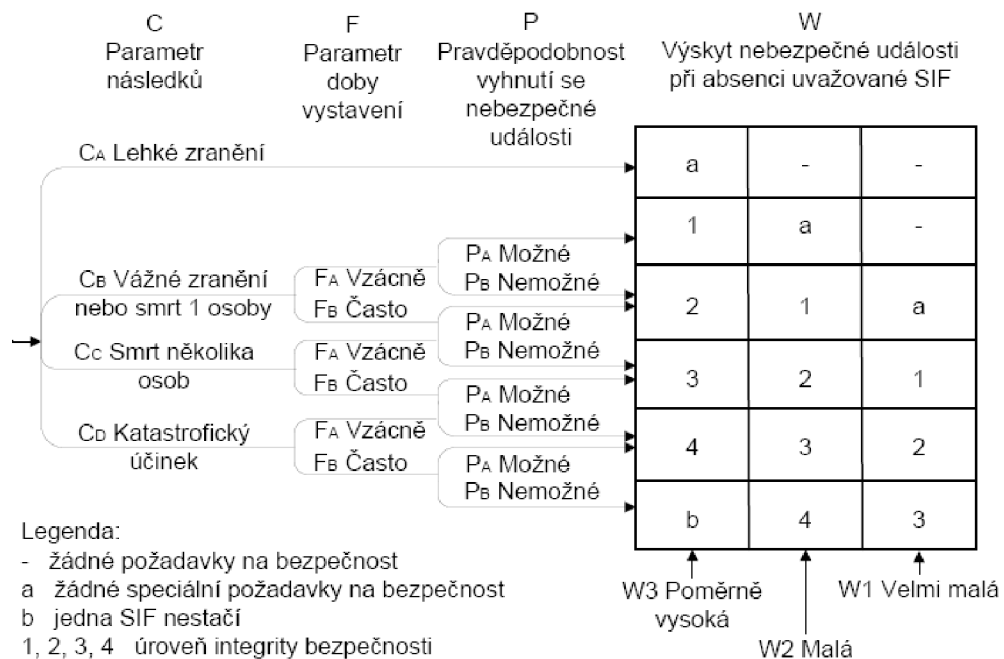 C
Parametr
následků
F
Parametr
doby
vystavení
P
Pravděpodobnost
vyhnutí se
nebezpečné
události
W
Výskyt nebezpečné události
při absenci uvažované SIF
CA Lehké zranění
CB Vážné zranění
nebo smrt 1 osoby
CC Smrt několika
osob
CD Katastrofický
účinek
FA Vzácně
FB Často
FA Vzácně
FB Často
FA Vzácně
FB Často
PA Možné
PB Nemožné
PA Možné
PB Nemožné
PA Možné
PB Nemožné
PA Možné
PB Nemožné
a - -
1 a -
2 1 a
3 2 1
4 3 2
b 4 3
W3 Poměrně
vysoká
W2 Malá
W1 Velmi malá
Legenda:
- žádné požadavky na bezpečnost
a žádné speciální požadavky na bezpečnost
b jedna SIF nestačí
1, 2, 3, 4 úroveň integrity bezpečnosti